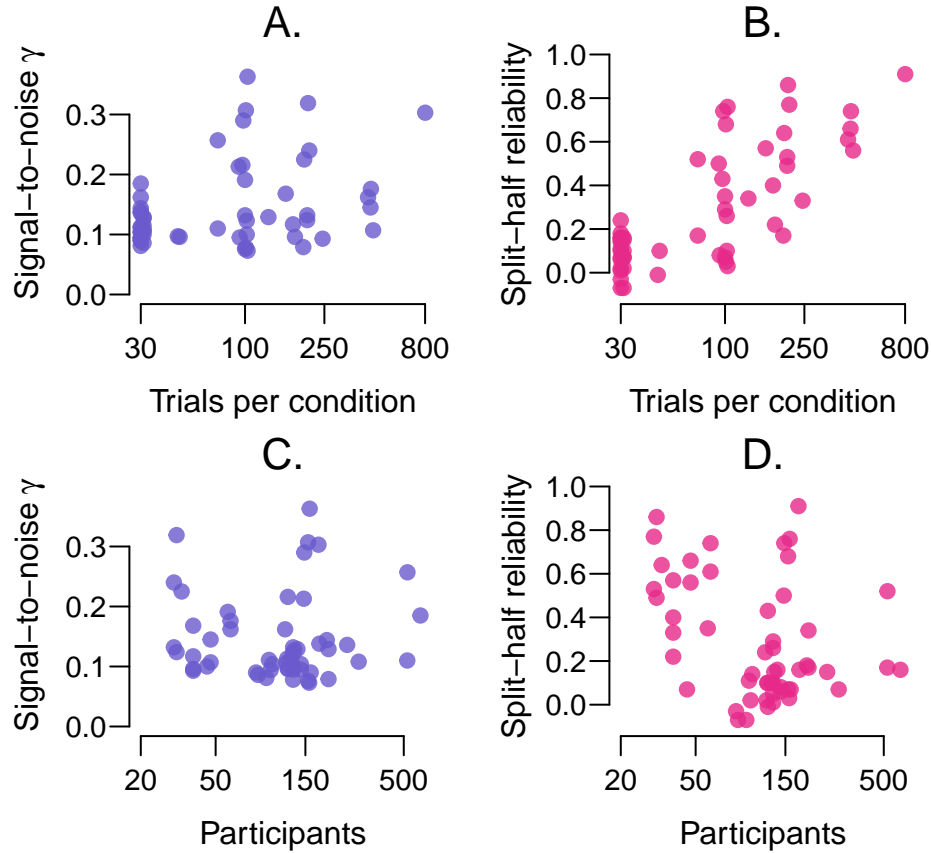 A.
Signal−to−noise γ
0.3
0.2
0.1
0.0
30 100 250 800
Trials per condition
B.
Split−half reliability
1.0
0.8
0.6
0.4
0.2
0.0
30 100 250 800
Trials per condition
C.
Signal−to−noise γ
0.3
0.2
0.1
0.0
20 50 150 500
Participants
D.
Split−half reliability
1.0
0.8
0.6
0.4
0.2
0.0
20 50 150 500
Participants